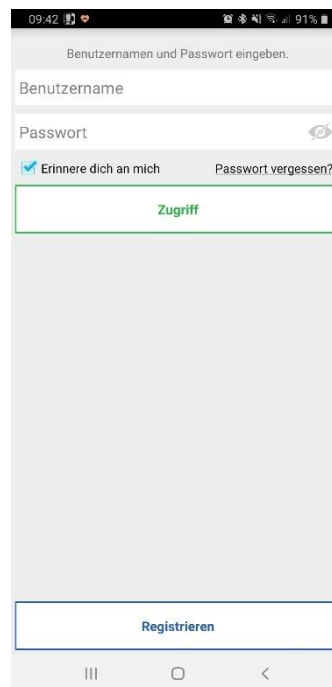 09:42 91%
Benutzernamen und Passwort eingeben.
Benutzername
Passwort
Erinnere dich an mich Passwort vergessen?
Zugriff
Registrieren